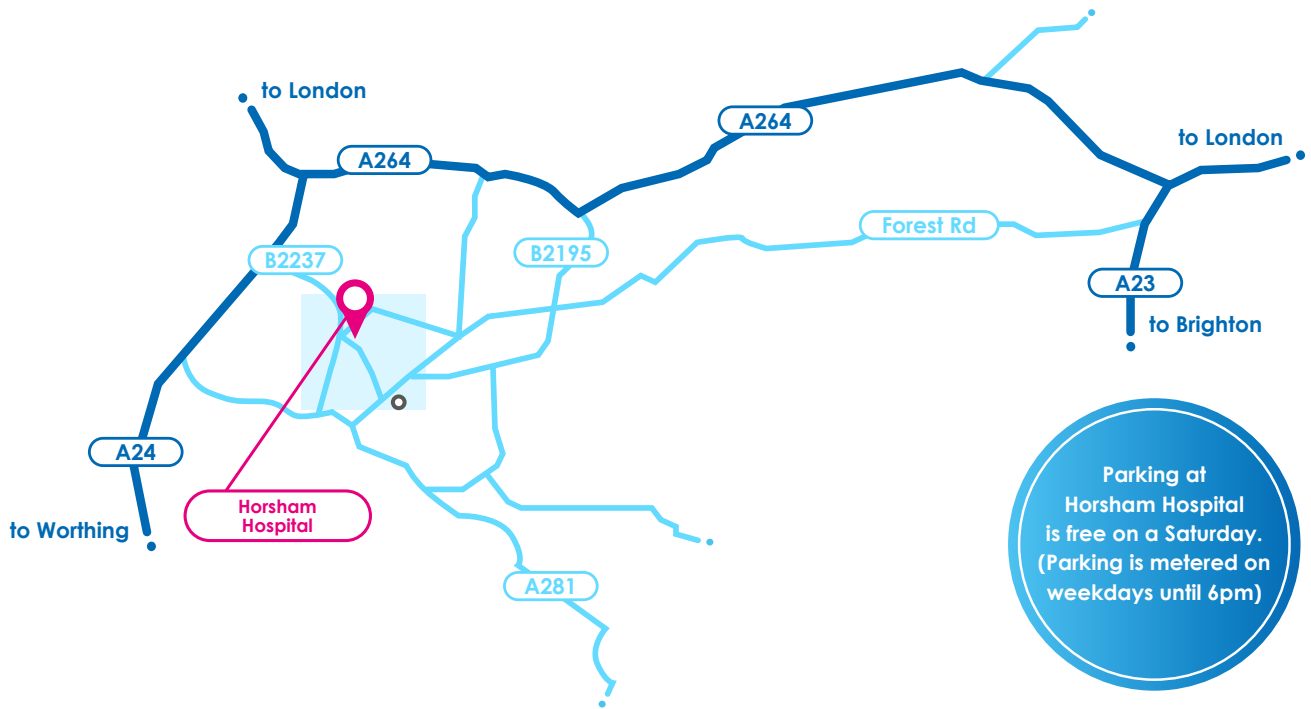 to London
A264
A264
to London
Forest Rd
B2237
B2195
A23
to Brighton
A24
Horsham
Hospital
to Worthing
A281
Parking at
Horsham Hospital
is free on a Saturday.
(Parking is metered on
weekdays until 6pm)